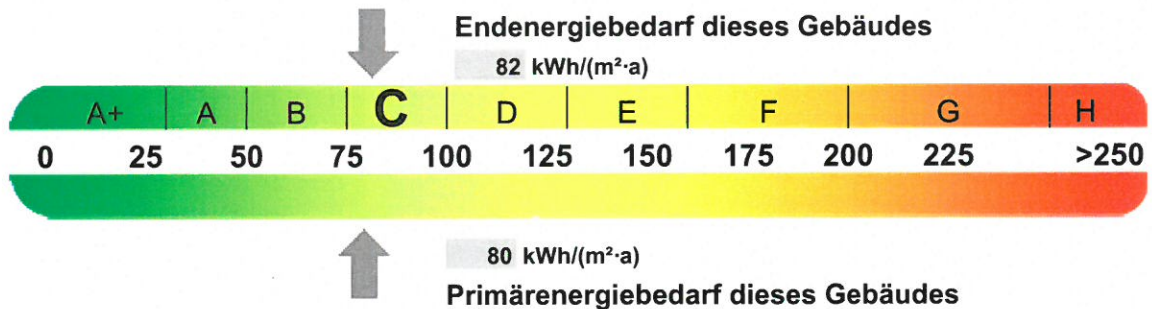 Endenergiebedarf dieses Gebäudes
82 kWh/(m²·a)
A+ A B C D E F G H
0 25 50 75 100 125 150 175 200 225 >250
80 kWh/(m²·a)
Primärenergiebedarf dieses Gebäudes